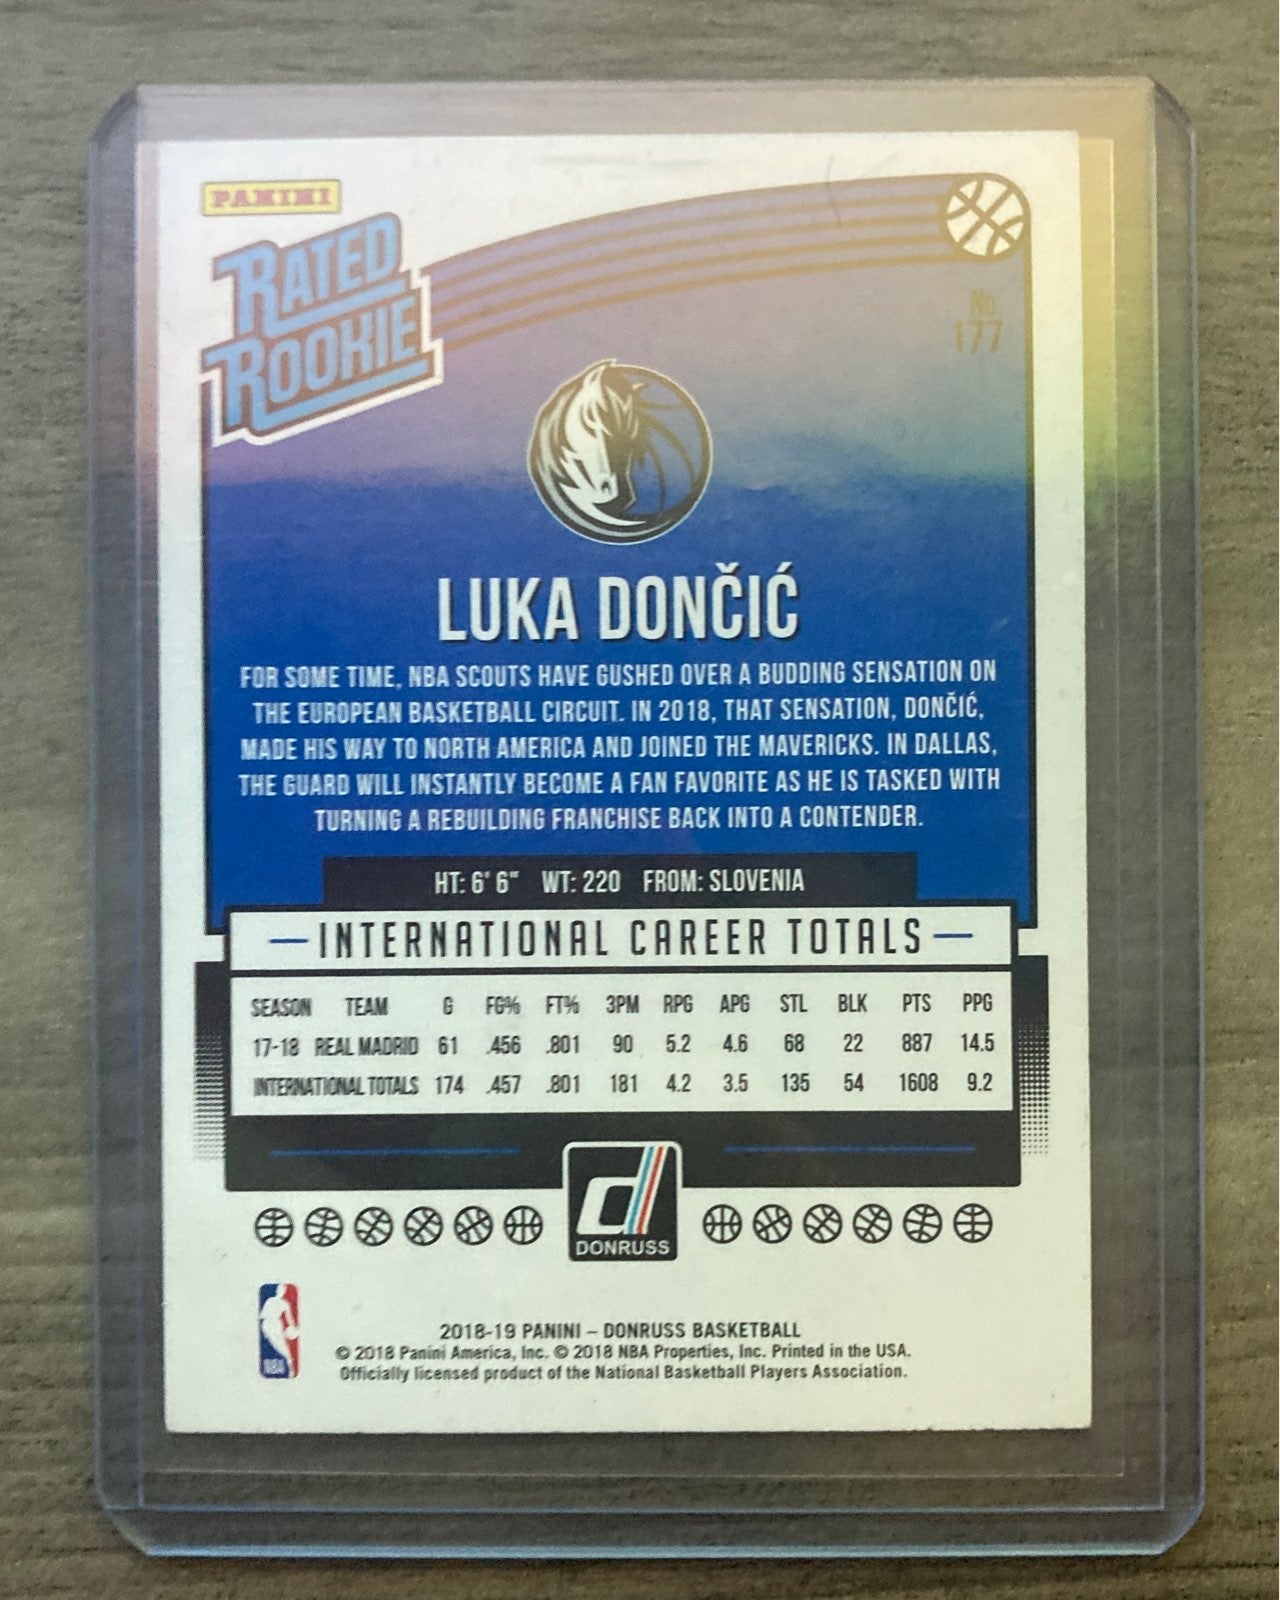 PANINI
RATED
ROOKIE
No.
177
LUKA DONČIĆ
FOR SOME TIME, NBA SCOUTS HAVE GUSHED OVER A BUDDING SENSATION ON
THE EUROPEAN BASKETBALL CIRCUIT. IN 2018, THAT SENSATION, DONČIĆ,
MADE HIS WAY TO NORTH AMERICA AND JOINED THE MAVERICKS. IN DALLAS,
THE GUARD WILL INSTANTLY BECOME A FAN FAVORITE AS HE IS TASKED WITH
TURNING A REBUILDING FRANCHISE BACK INTO A CONTENDER.
HT: 6' 6" WT: 220 FROM: SLOVENIA
INTERNATIONAL CAREER TOTALS
SEASON TEAM G FG% FT% 3PM RPG APG STL BLK PTS PPG
17-18 REAL MADRID 61 .456 .801 90 5.2 4.6 68 22 887 14.5
INTERNATIONAL TOTALS 174 .457 .801 181 4.2 3.5 135 54 1608 9.2
d
DONRUSS
NBA
2018-19 PANINI – DONRUSS BASKETBALL
© 2018 Panini America, Inc. © 2018 NBA Properties, Inc. Printed in the USA.
Officially licensed product of the National Basketball Players Association.